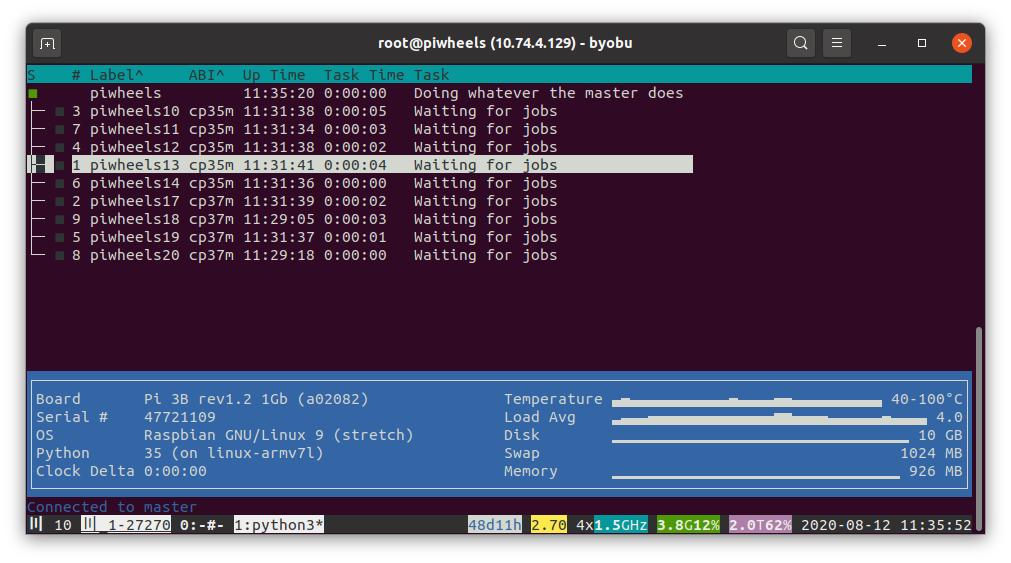 root@piwheels (10.74.4.129) - byobu
S # Label^ ABI^ Up Time Task Time Task
piwheels 11:35:20 0:00:00 Doing whatever the master does
3 piwheels10 cp35m 11:31:38 0:00:05 Waiting for jobs
7 piwheels11 cp35m 11:31:34 0:00:03 Waiting for jobs
4 piwheels12 cp35m 11:31:38 0:00:02 Waiting for jobs
1 piwheels13 cp35m 11:31:41 0:00:04 Waiting for jobs
6 piwheels14 cp35m 11:31:36 0:00:00 Waiting for jobs
2 piwheels17 cp37m 11:31:39 0:00:02 Waiting for jobs
9 piwheels18 cp37m 11:29:05 0:00:03 Waiting for jobs
5 piwheels19 cp37m 11:31:37 0:00:01 Waiting for jobs
8 piwheels20 cp37m 11:29:18 0:00:00 Waiting for jobs
Board Pi 3B rev1.2 1Gb (a02082) Temperature 40-100°C
Serial # 47721109 Load Avg 4.0
OS Raspbian GNU/Linux 9 (stretch) Disk 10 GB
Python 35 (on linux-armv7l) Swap 1024 MB
Clock Delta 0:00:00 Memory 926 MB
Connected to master
10 1-27270 0:-#- 1:python3* 48d11h 2.70 4x1.5GHz 3.8G12% 2.0T62% 2020-08-12 11:35:52